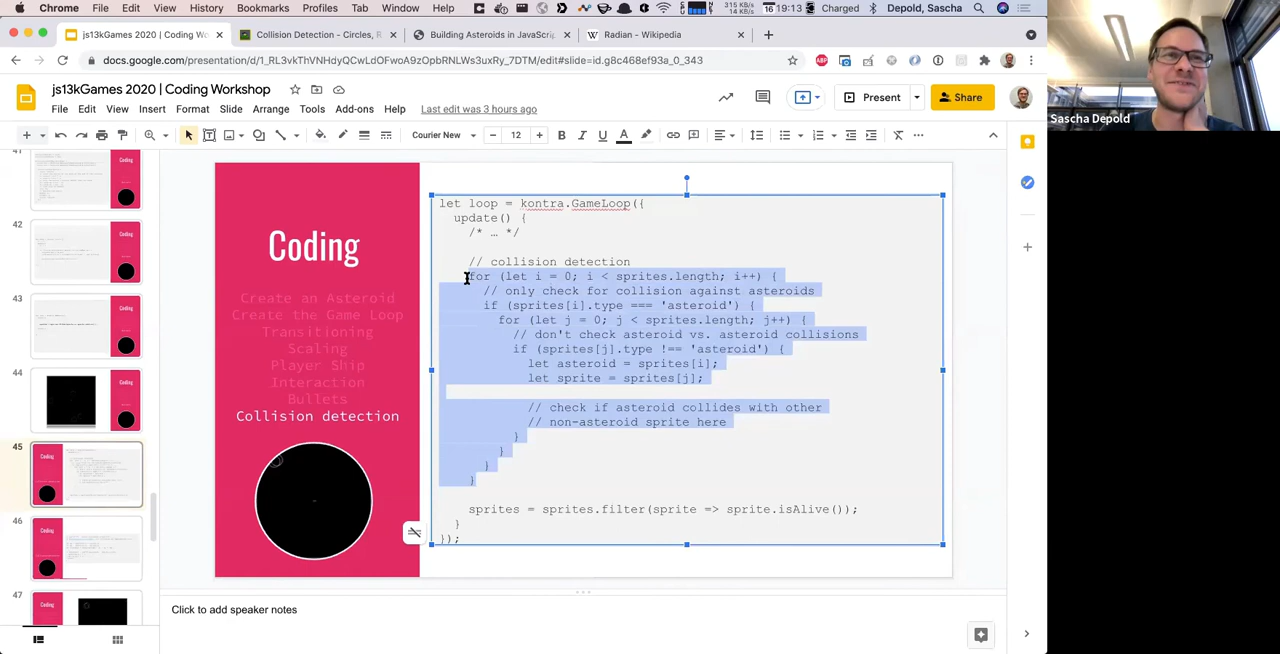 Chrome File Edit View History Bookmarks Profiles Tab Window Help 315 KB/s 14 KB/s 16 19:13 Charged Depold, Sascha
js13kGames 2020 | Coding Wo Collision Detection - Circles, R Building Asteroids in JavaScrip Radian - Wikipedia
docs.google.com/presentation/d/1_RL3vkThVNHdyQCwLdOFwoA9zOpbRNLWs3uxRy_7DTM/edit#slide=id.g8c468ef93a_0_343
js13kGames 2020 | Coding Workshop
File Edit View Insert Format Slide Arrange Tools Add-ons Help Last edit was 3 hours ago
Present
Share
Courier New 12
41
42
43
44
45
46
47
Coding
Create an Asteroid
Create the Game Loop
Transitioning
Scaling
Player Ship
Interaction
Bullets
Collision detection
let loop = kontra.GameLoop({
update() {
/* … */
// collision detection
for (let i = 0; i < sprites.length; i++) {
// only check for collision against asteroids
if (sprites[i].type === 'asteroid') {
for (let j = 0; j < sprites.length; j++) {
// don't check asteroid vs. asteroid collisions
if (sprites[j].type !== 'asteroid') {
let asteroid = sprites[i];
let sprite = sprites[j];
// check if asteroid collides with other
// non-asteroid sprite here
}
}
}
}
sprites = sprites.filter(sprite => sprite.isAlive());
}
});
Click to add speaker notes
Sascha Depold